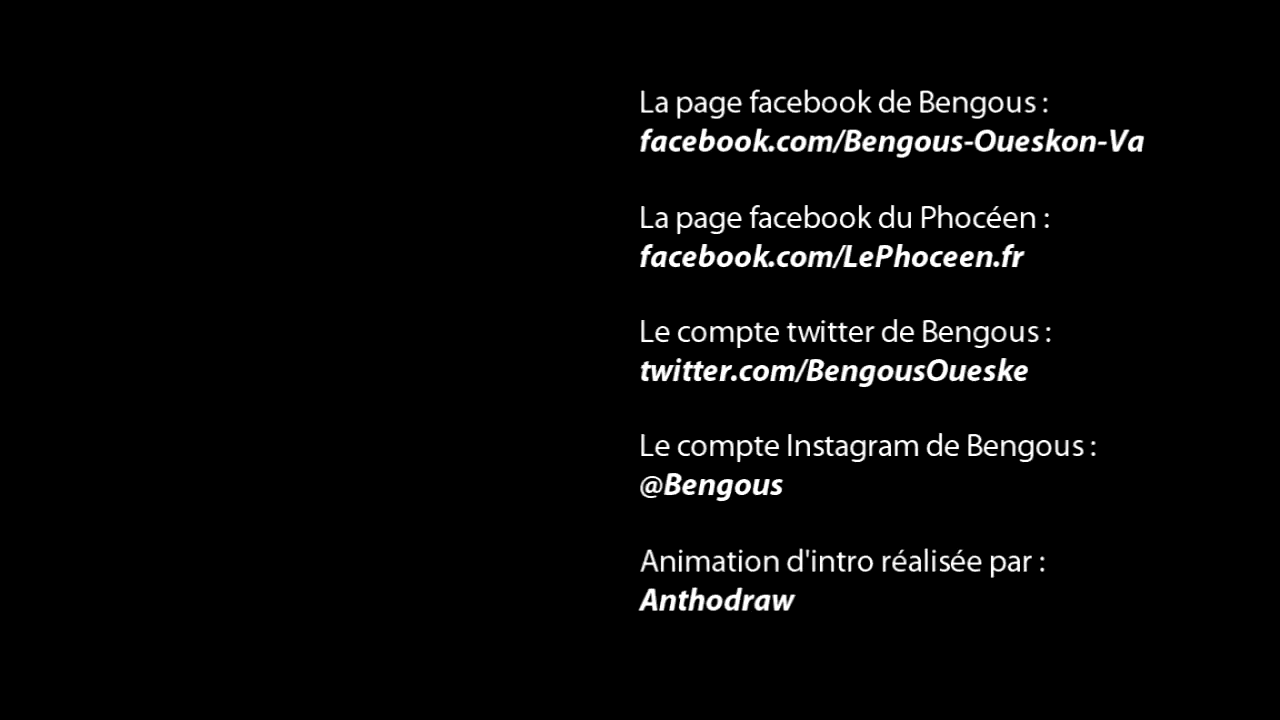 La page facebook de Bengous :
facebook.com/Bengous-Oueskon-Va
La page facebook du Phocéen :
facebook.com/LePhoceen.fr
Le compte twitter de Bengous :
twitter.com/BengousOueske
Le compte Instagram de Bengous :
@Bengous
Animation d'intro réalisée par :
Anthodraw